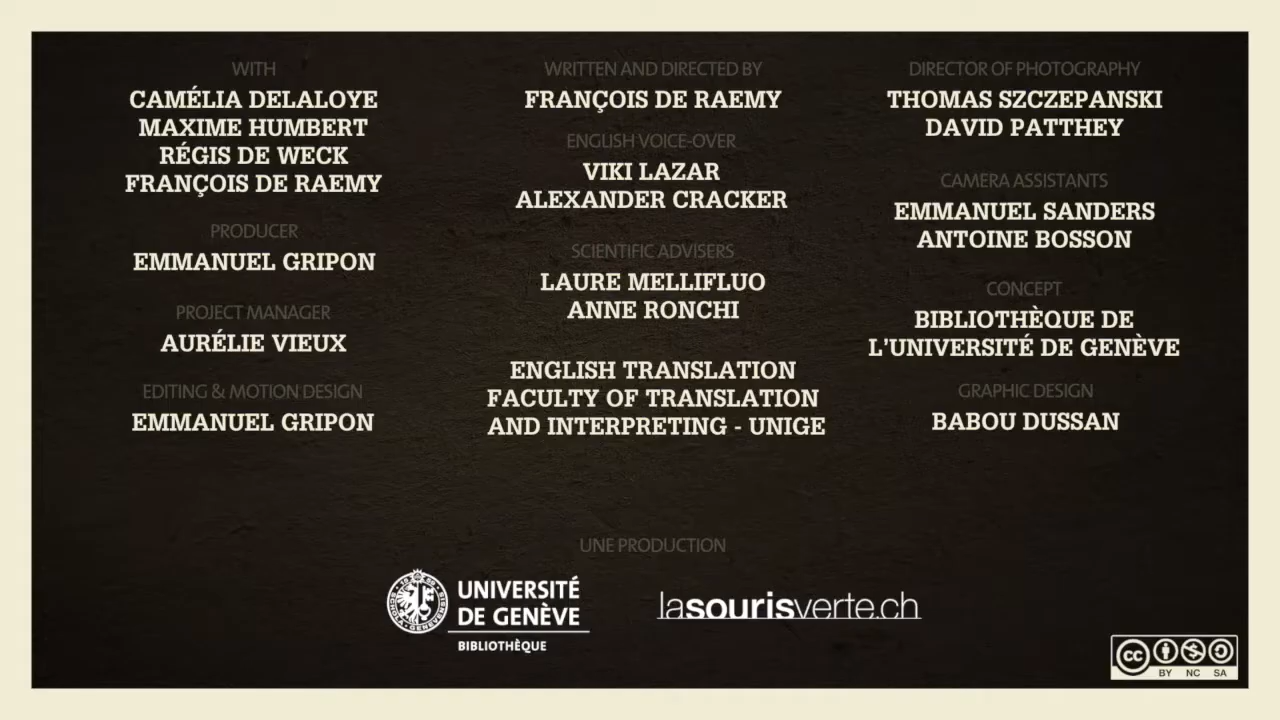 WITH
CAMÉLIA DELALOYE
MAXIME HUMBERT
RÉGIS DE WECK
FRANÇOIS DE RAEMY
PRODUCER
EMMANUEL GRIPON
PROJECT MANAGER
AURÉLIE VIEUX
EDITING & MOTION DESIGN
EMMANUEL GRIPON
WRITTEN AND DIRECTED BY
FRANÇOIS DE RAEMY
ENGLISH VOICE-OVER
VIKI LAZAR
ALEXANDER CRACKER
SCIENTIFIC ADVISERS
LAURE MELLIFLUO
ANNE RONCHI
ENGLISH TRANSLATION
FACULTY OF TRANSLATION
AND INTERPRETING - UNIGE
DIRECTOR OF PHOTOGRAPHY
THOMAS SZCZEPANSKI
DAVID PATTHEY
CAMERA ASSISTANTS
EMMANUEL SANDERS
ANTOINE BOSSON
CONCEPT
BIBLIOTHÈQUE DE
L'UNIVERSITÉ DE GENÈVE
GRAPHIC DESIGN
BABOU DUSSAN
UNE PRODUCTION
UNIVERSITÉ
DE GENÈVE
BIBLIOTHÈQUE
lasourisverte.ch
cc
BY NC SA